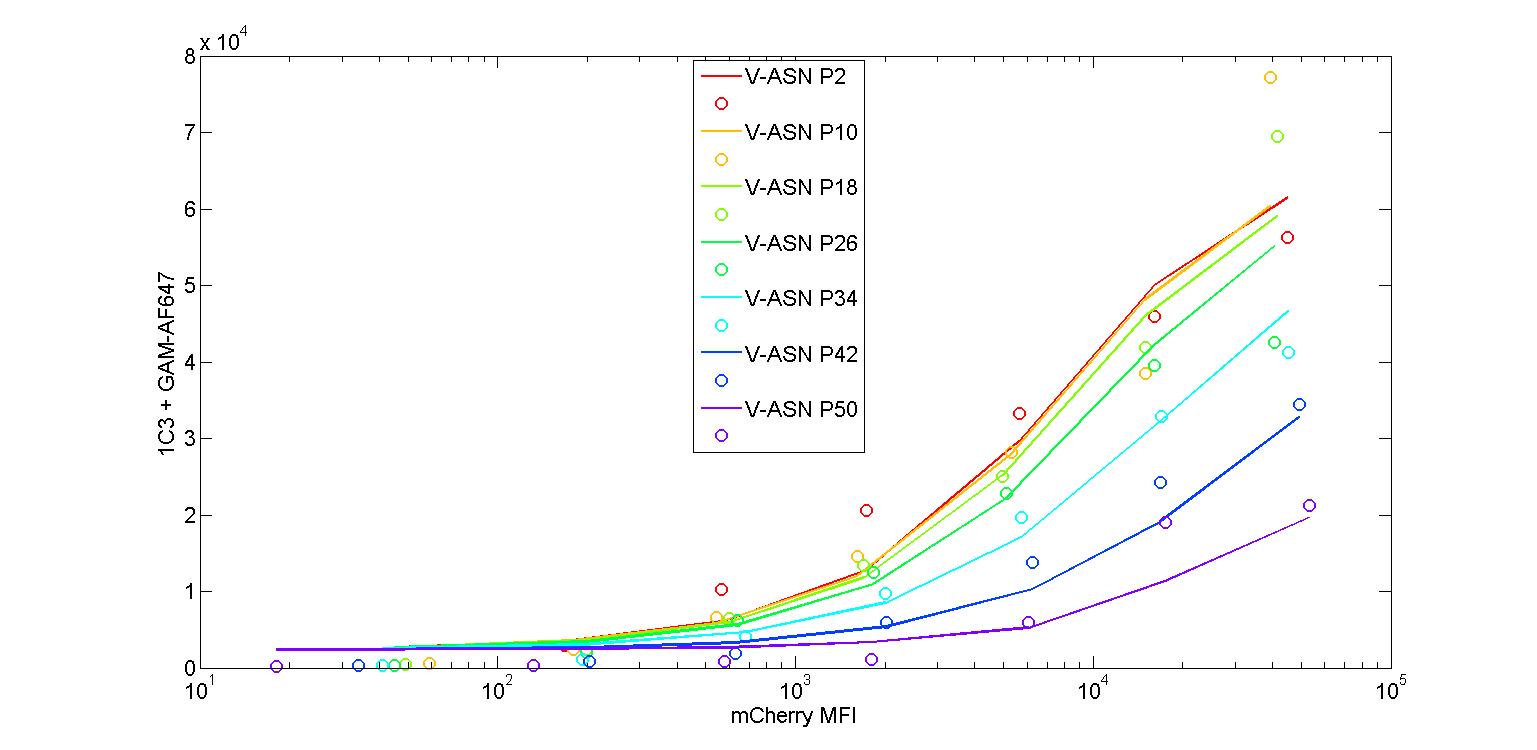 x 10^4
8
7
6
5
4
3
2
1
0
1C3 + GAM-AF647
V-ASN P2
V-ASN P10
V-ASN P18
V-ASN P26
V-ASN P34
V-ASN P42
V-ASN P50
10^1 10^2 10^3 10^4 10^5
mCherry MFI